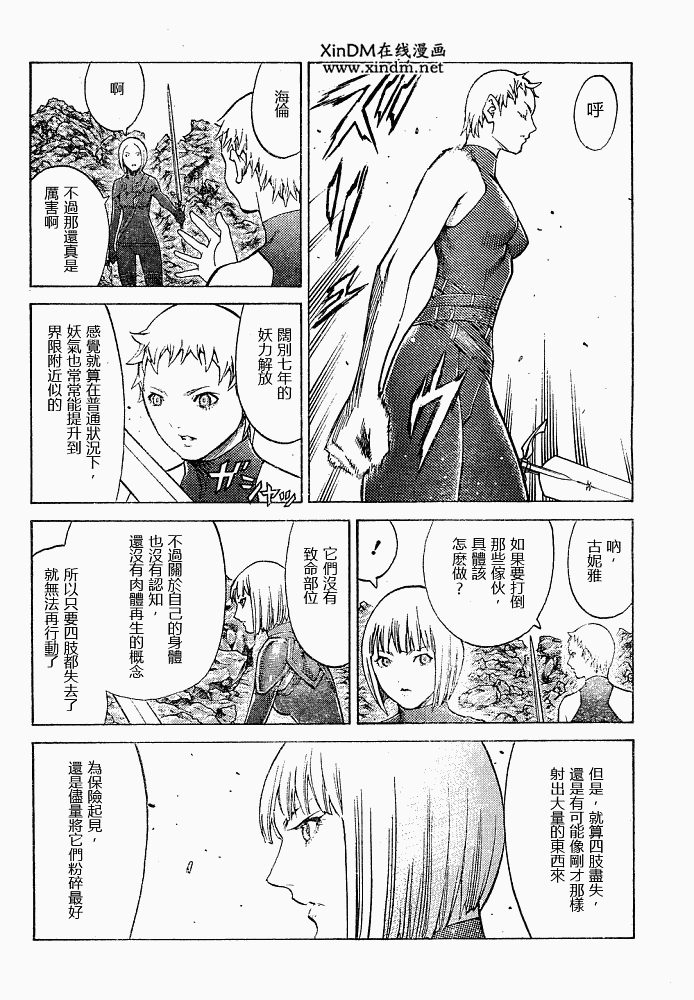 XinDM在线漫画
www.xindm.net
呼
海倫
啊
不過那還真是
厲害啊
闊別七年的
妖力解放
感覺就算在普通狀況下，
妖氣也常常能提升到
界限附近似的
ガシャッ
吶，
古妮雅
如果要打倒
那些傢伙，
具體該
怎麼做？
！
它們沒有
致命部位
不過關於自己的身體
也沒有認知，
還沒有肉體再生的概念
所以只要四肢都失去了
就無法再行動了
但是，就算四肢盡失，
還是有可能像剛才那樣
射出大量的東西來
為保險起見，
還是儘量將它們粉碎最好